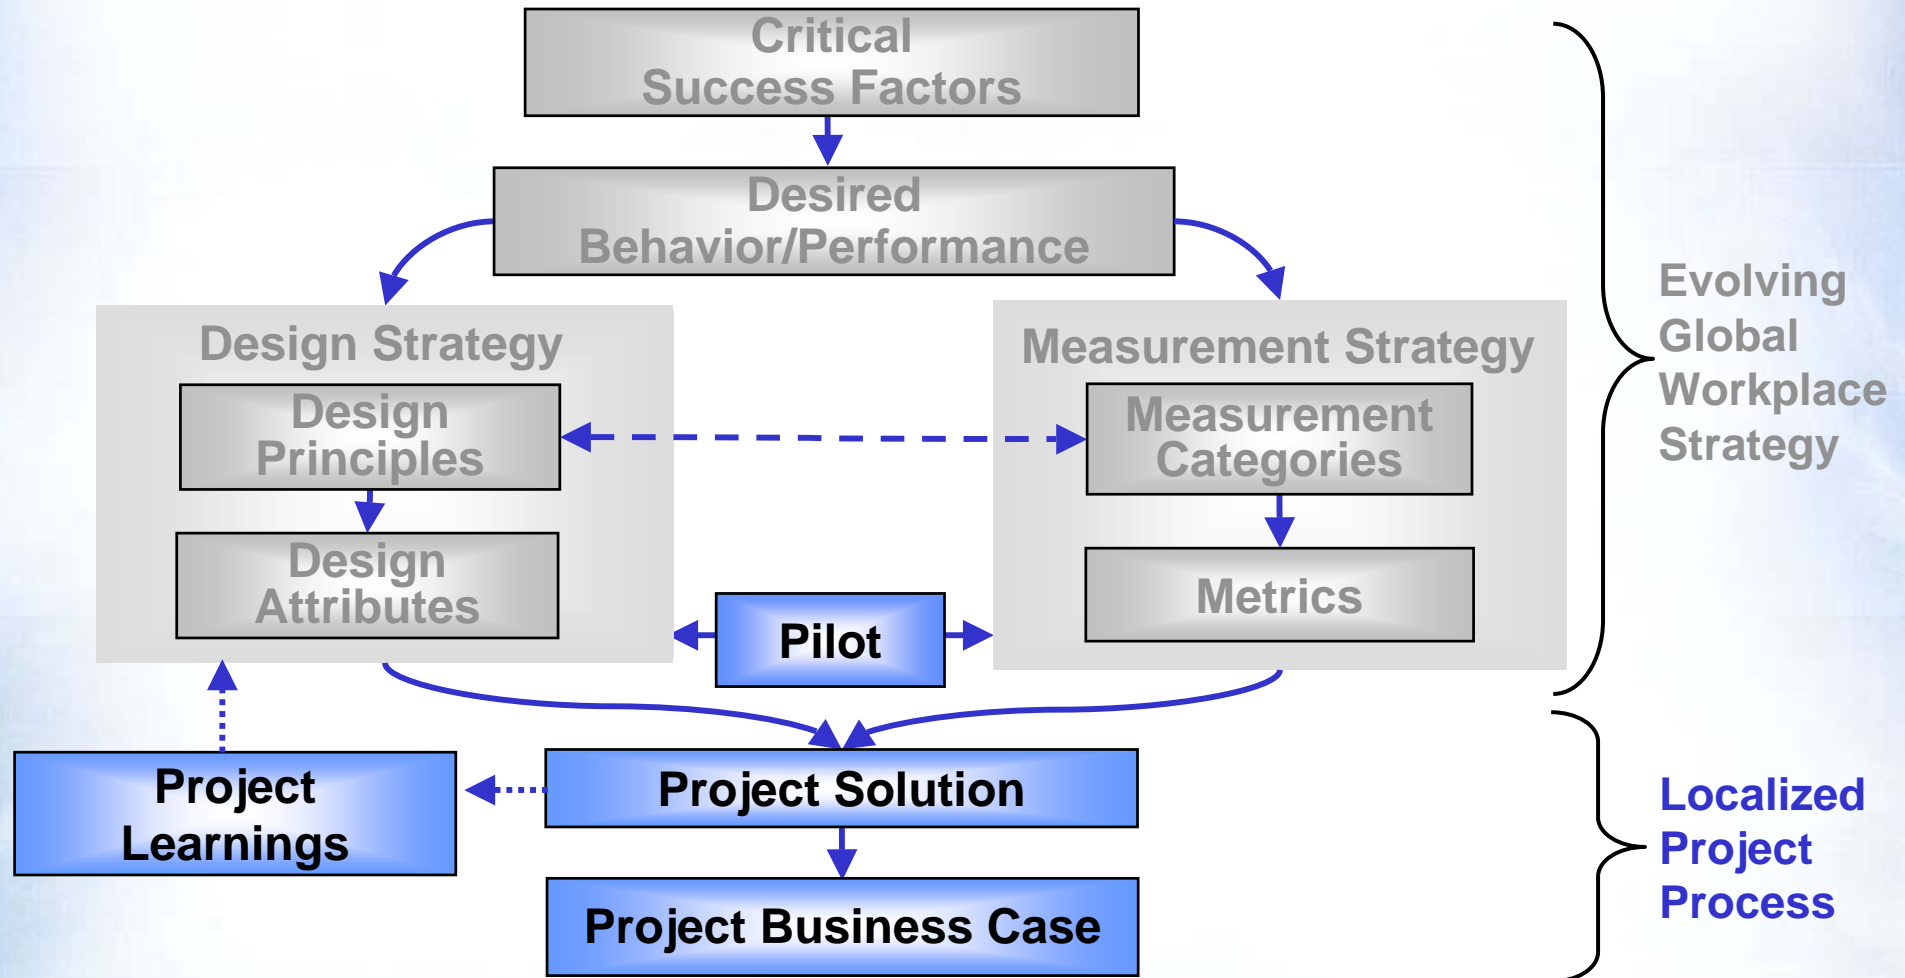 Critical
Success Factors
Desired
Behavior/Performance
Design Strategy
Design
Principles
Design
Attributes
Measurement Strategy
Measurement
Categories
Metrics
Pilot
Project
Learnings
Project Solution
Project Business Case
Evolving
Global
Workplace
Strategy
Localized
Project
Process